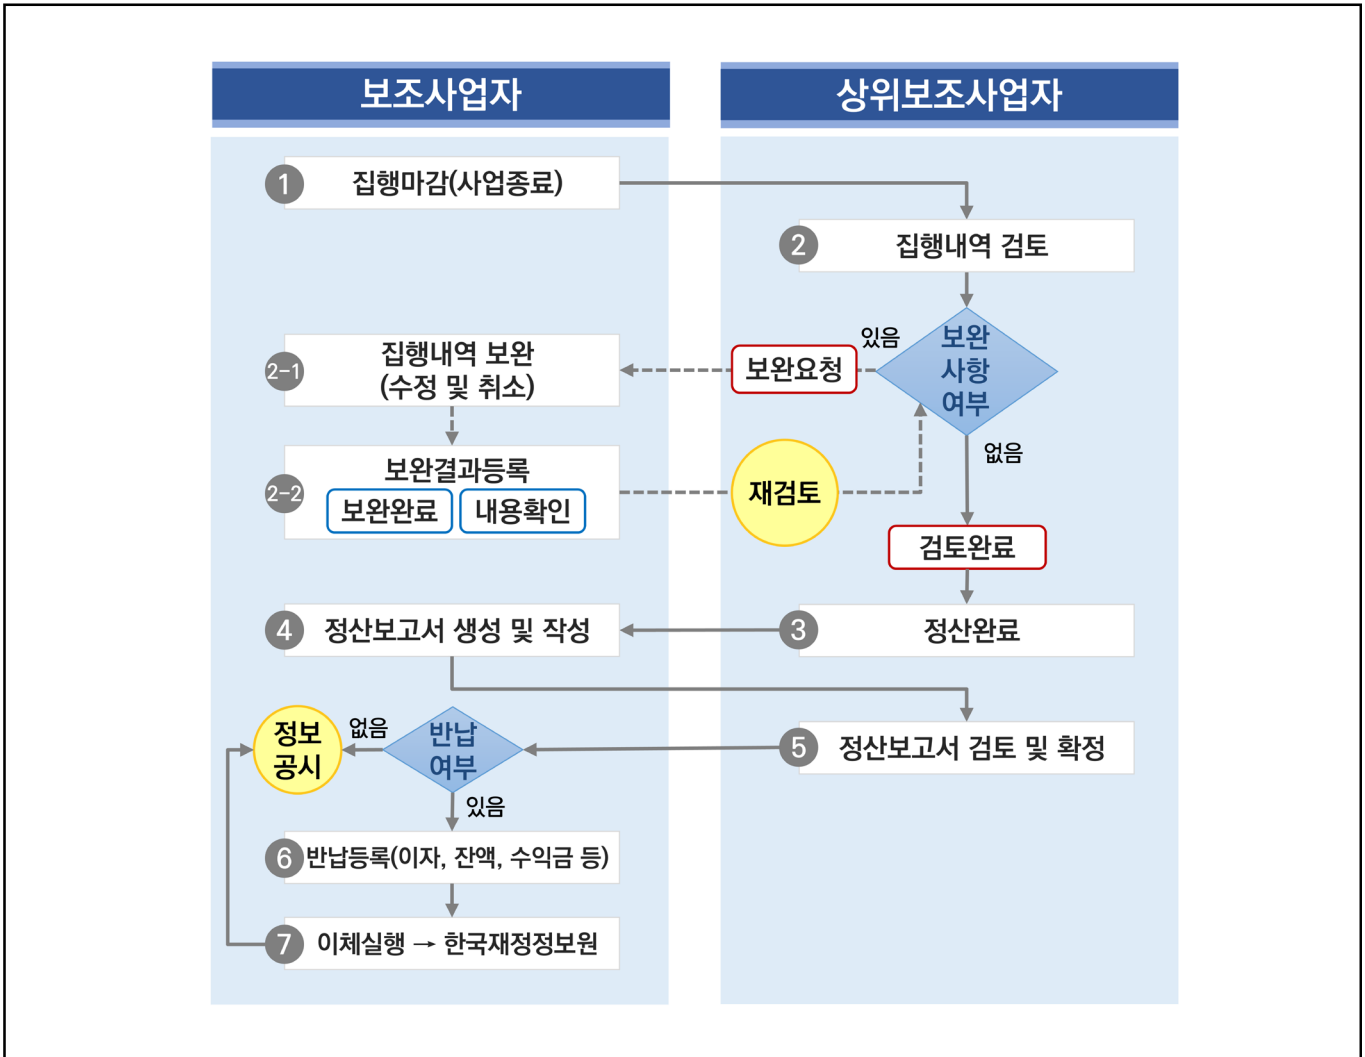 보조사업자
상위보조사업자
1 집행마감(사업종료)
2 집행내역 검토
보완
사항
여부
있음
보완요청
2-1 집행내역 보완
(수정 및 취소)
2-2 보완결과등록
보완완료 내용확인
재검토
없음
검토완료
3 정산완료
4 정산보고서 생성 및 작성
5 정산보고서 검토 및 확정
반납
여부
없음
정보
공시
있음
6 반납등록(이자, 잔액, 수익금 등)
7 이체실행 → 한국재정정보원